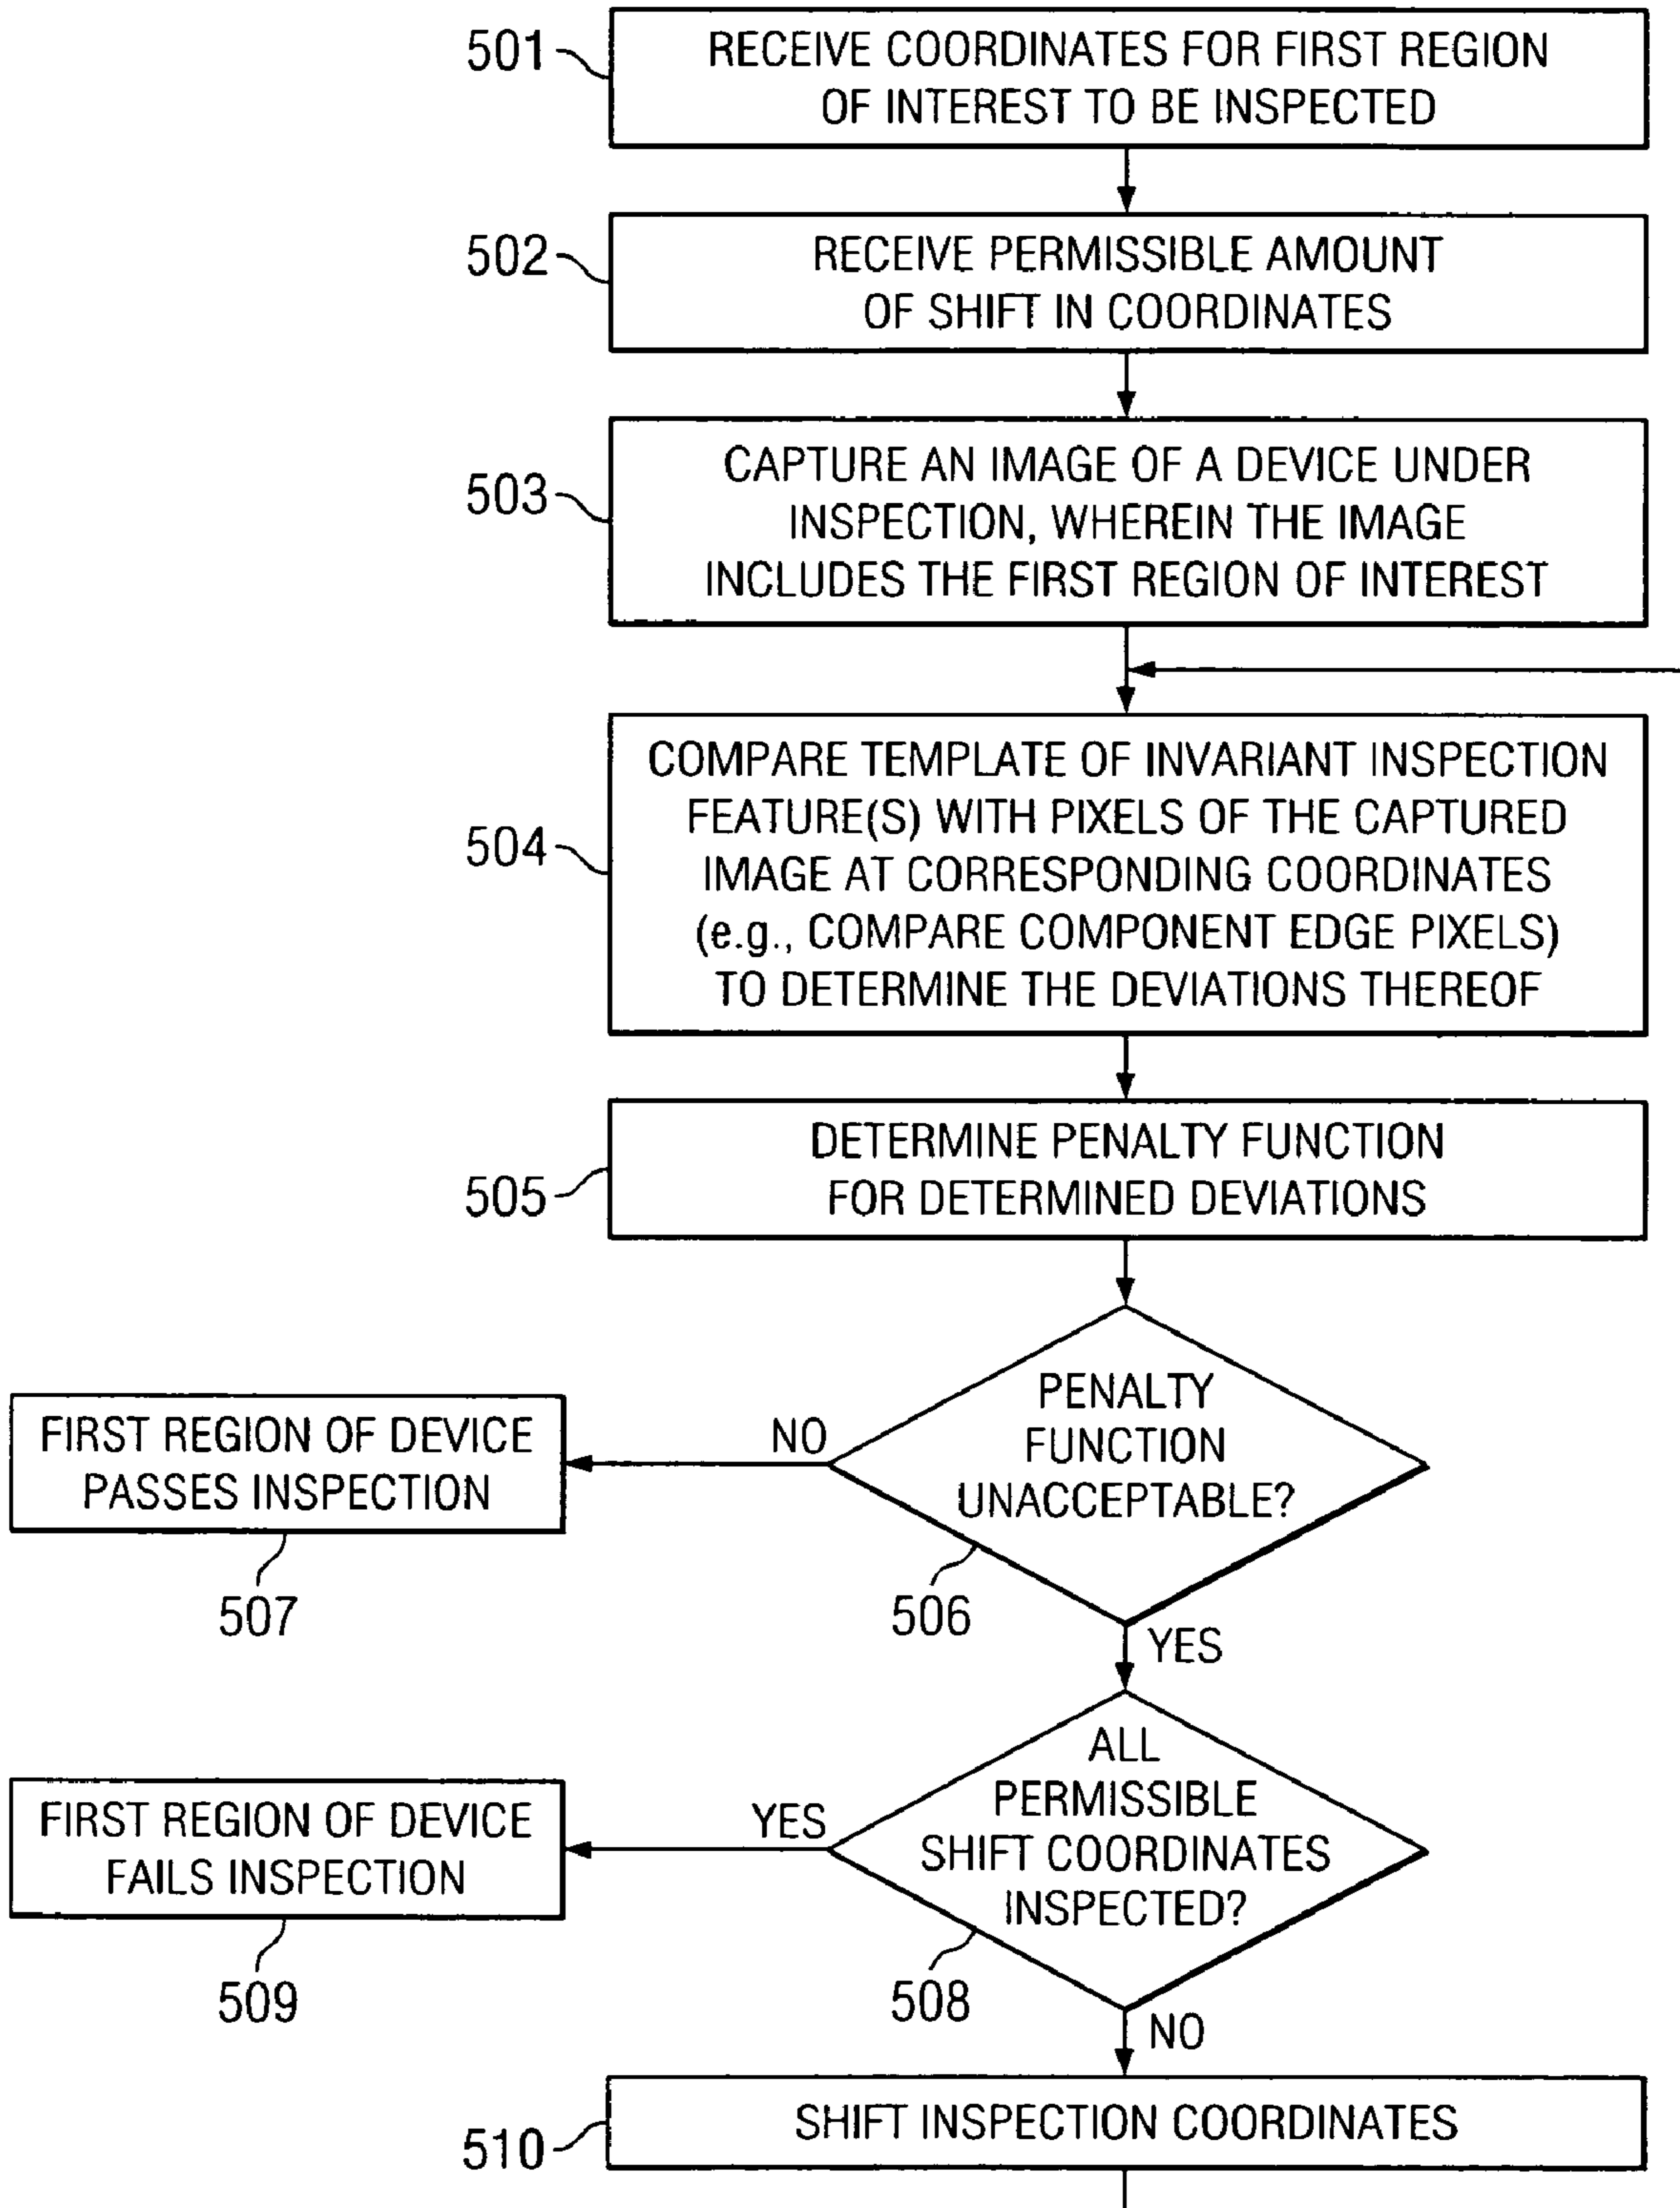 501
RECEIVE COORDINATES FOR FIRST REGION
OF INTEREST TO BE INSPECTED
502
RECEIVE PERMISSIBLE AMOUNT
OF SHIFT IN COORDINATES
503
CAPTURE AN IMAGE OF A DEVICE UNDER
INSPECTION, WHEREIN THE IMAGE
INCLUDES THE FIRST REGION OF INTEREST
504
COMPARE TEMPLATE OF INVARIANT INSPECTION
FEATURE(S) WITH PIXELS OF THE CAPTURED
IMAGE AT CORRESPONDING COORDINATES
(e.g., COMPARE COMPONENT EDGE PIXELS)
TO DETERMINE THE DEVIATIONS THEREOF
505
DETERMINE PENALTY FUNCTION
FOR DETERMINED DEVIATIONS
PENALTY
FUNCTION
UNACCEPTABLE?
506
NO
FIRST REGION OF DEVICE
PASSES INSPECTION
507
YES
ALL
PERMISSIBLE
SHIFT COORDINATES
INSPECTED?
508
YES
FIRST REGION OF DEVICE
FAILS INSPECTION
509
NO
510
SHIFT INSPECTION COORDINATES